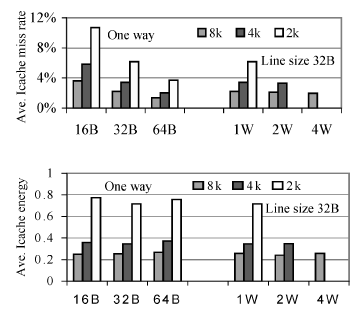 Ave. Icache miss rate
12%
8%
4%
0%
One way
8k 4k 2k
Line size 32B
16B 32B 64B 1W 2W 4W
Ave. Icache energy
1
0.8
0.6
0.4
0.2
0
One way
8k 4k 2k
Line size 32B
16B 32B 64B 1W 2W 4W